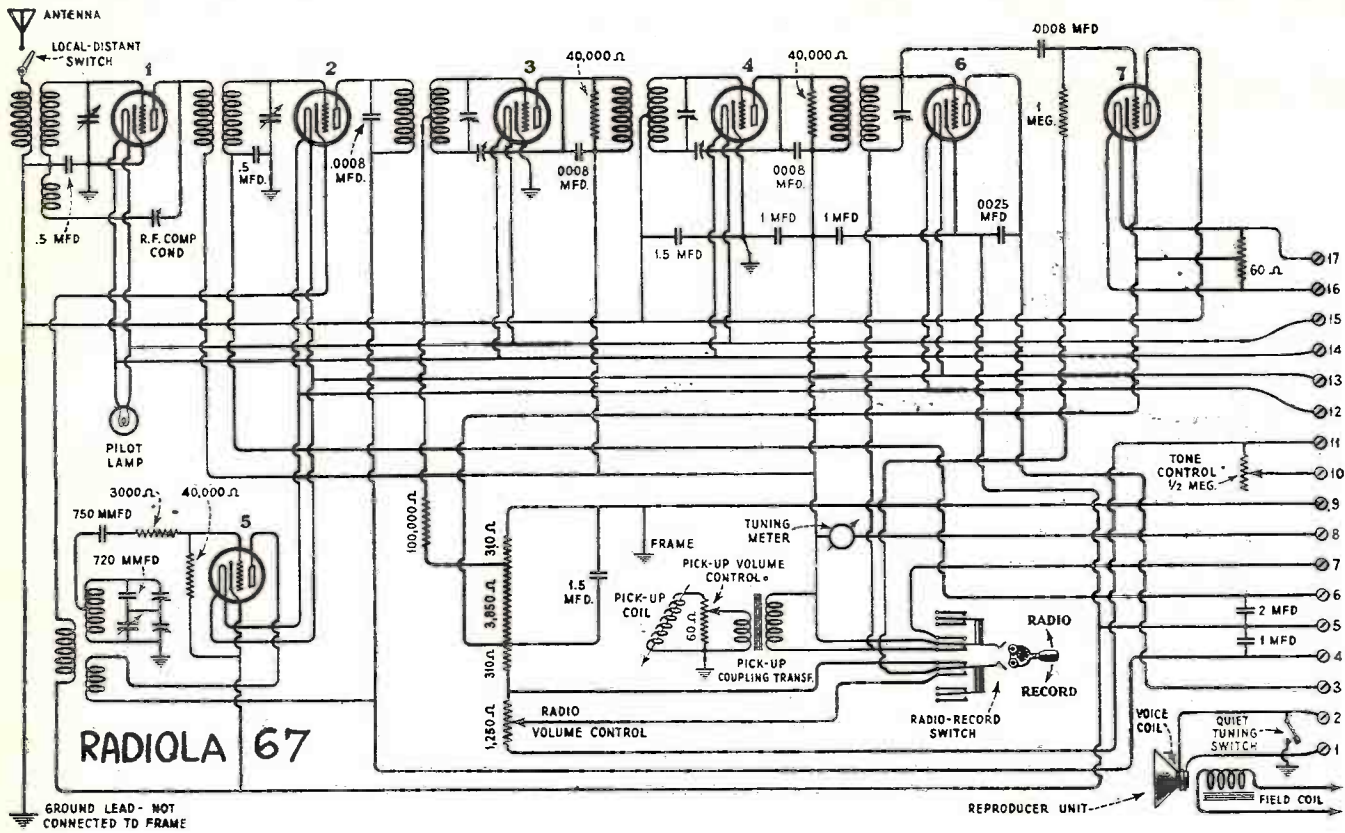 ANTENNA
LOCAL-DISTANT
SWITCH
1
2
3
4
6
7
40,000 Ω
40,000 Ω
.0008 MFD
1
MEG.
.5 MFD
R.F. COMP
COND
.5
MFD.
.0008
MFD.
0008
MFD.
0008
MFD.
1.5 MFD
1 MFD
1 MFD
0025
MFD
60 Ω
17
16
15
14
13
12
11
10
9
8
7
6
5
4
3
2
1
PILOT
LAMP
TONE
CONTROL
1/2 MEG.
3000 Ω
40,000 Ω
750 MMFD
720 MMFD
5
100,000 Ω
310 Ω
3,850 Ω
310 Ω
1,250 Ω
1.5
MFD.
FRAME
TUNING
METER
PICK-UP VOLUME
CONTROL
PICK-UP
COIL
60 Ω
PICK-UP
COUPLING TRANSF.
RADIO
RECORD
RADIO-RECORD
SWITCH
RADIO
VOLUME CONTROL
2 MFD
1 MFD
VOICE
COIL
QUIET
TUNING
SWITCH
REPRODUCER UNIT
FIELD COIL
RADIOLA 67
GROUND LEAD - NOT
CONNECTED TO FRAME